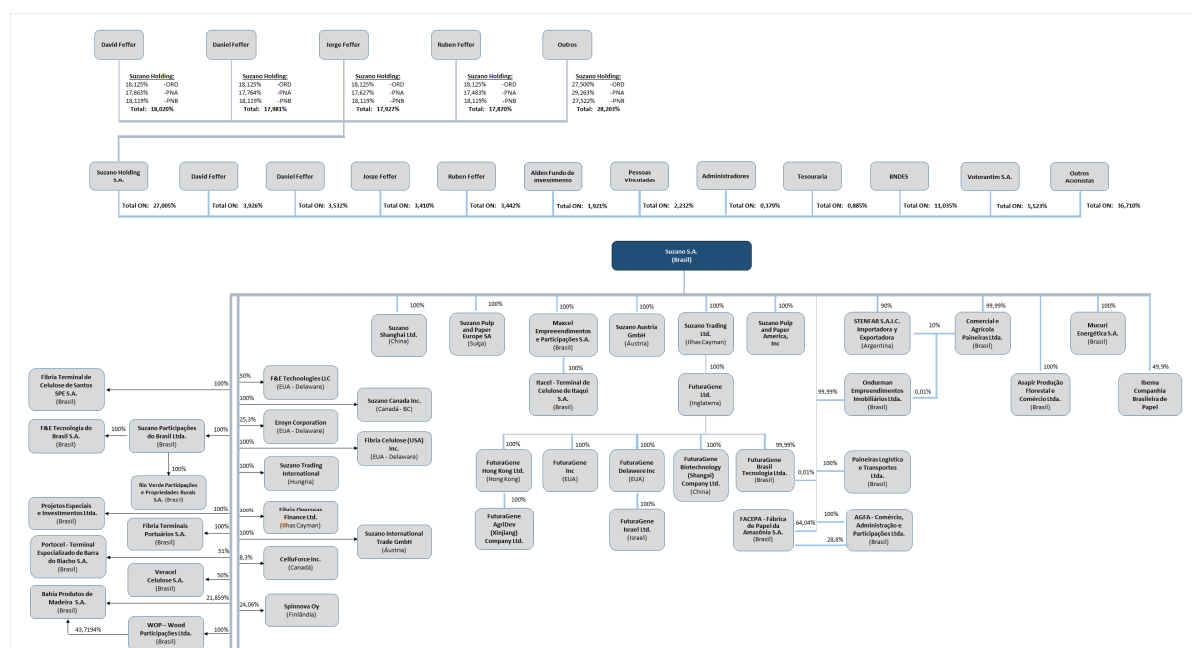 David Feffer
Daniel Feffer
Jorge Feffer
Ruben Feffer
Outros
Suzano Holding:
18,125% -ORD
17,863% -PNA
18,119% -PNB
Total: 18,020%
Suzano Holding:
18,125% -ORD
17,764% -PNA
18,119% -PNB
Total: 17,981%
Suzano Holding:
18,125% -ORD
17,627% -PNA
18,119% -PNB
Total: 17,927%
Suzano Holding:
18,125% -ORD
17,483% -PNA
18,119% -PNB
Total: 17,870%
Suzano Holding:
27,500% -ORD
29,263% -PNA
27,522% -PNB
Total: 28,203%
Suzano Holding
S.A.
David Feffer
Daniel Feffer
Jorge Feffer
Ruben Feffer
Alden Fundo de
Investimento
Pessoas
Vinculadas
Administradores
Tesouraria
BNDES
Votorantim S.A.
Outros
Acionistas
Total ON: 27,005%
Total ON: 3,926%
Total ON: 3,532%
Total ON: 3,410%
Total ON: 3,442%
Total ON: 1,921%
Total ON: 2,232%
Total ON: 0,379%
Total ON: 0,885%
Total ON: 11,035%
Total ON: 5,523%
Total ON: 36,710%
Suzano S.A.
(Brasil)
100%
100%
100%
100%
100%
100%
90%
99,99%
100%
Suzano
Shanghai Ltd.
(China)
Suzano Pulp
and Paper
Europe SA
(Suíça)
Maxcel
Empreendimentos
e Participações S.A.
(Brasil)
Suzano Austria
GmbH
(Áustria)
Suzano Trading
Ltd.
(Ilhas Cayman)
Suzano Pulp
and Paper
America,
Inc
STENFAR S.A.I.C.
Importadora y
Exportadora
(Argentina)
10%
Comercial e
Agrícola
Paineiras Ltda.
(Brasil)
Mucuri
Energética S.A.
(Brasil)
100%
100%
100%
49,9%
Itacel - Terminal
de Celulose de Itaqui
S.A.
(Brasil)
FuturaGene
Ltd.
(Inglaterra)
99,99%
Ondurman
Empreendimentos
Imobiliários Ltda.
(Brasil)
0,01%
Asapir Produção
Florestal e
Comércio Ltda.
(Brasil)
Ibema
Companhia
Brasileira de
Papel
Fibria Terminal
de Celulose de Santos
SPE S.A.
(Brasil)
100%
50%
F&E Technologies LLC
(EUA - Delaware)
100%
Suzano Canada Inc.
(Canadá - BC)
F&E Tecnologia do
Brasil S.A.
(Brasil)
100%
Suzano Participações
do Brasil Ltda.
(Brasil)
100%
25,3%
Ensyn Corporation
(EUA - Delaware)
100%
Fibria Celulose (USA)
Inc.
(EUA - Delaware)
100%
100%
100%
100%
100%
99,99%
FuturaGene
Hong Kong Ltd.
(Hong Kong)
FuturaGene
Inc
(EUA)
FuturaGene
Delawere Inc
(EUA)
FuturaGene
Biotechnology
(Shangai)
Company Ltd.
(China)
FuturaGene
Brasil
Tecnologia Ltda.
(Brasil)
0,01%
100%
Paineiras Logística
e Transportes
Ltda.
(Brasil)
100%
Rio Verde Participações
e Propriedades Rurais
S.A. (Brasil)
100%
Suzano Trading
International
(Hungria)
100%
100%
Projetos Especiais
e Investimentos Ltda.
(Brasil)
100%
100%
Fibria Overseas
Finance Ltd.
(Ilhas Cayman)
FuturaGene
AgriDev
(Xinjiang)
Company Ltd.
FuturaGene
Israel Ltd.
(Israel)
FACEPA - Fábrica
de Papel da
Amazônia S.A.
(Brasil)
64,04%
100%
28,8%
AGFA - Comércio,
Administração e
Participações Ltda.
(Brasil)
Fibria Terminais
Portuários S.A.
(Brasil)
100%
100%
Suzano International
Trade GmbH
(Áustria)
Portocel - Terminal
Especializado de Barra
do Riacho S.A.
(Brasil)
51%
8,3%
CelluForce Inc.
(Canadá)
Veracel
Celulose S.A.
(Brasil)
50%
Bahia Produtos de
Madeira S.A.
(Brasil)
21,859%
24,06%
Spinnova Oy
(Finlândia)
43,7194%
WOP – Wood
Participações Ltda.
(Brasil)
100%